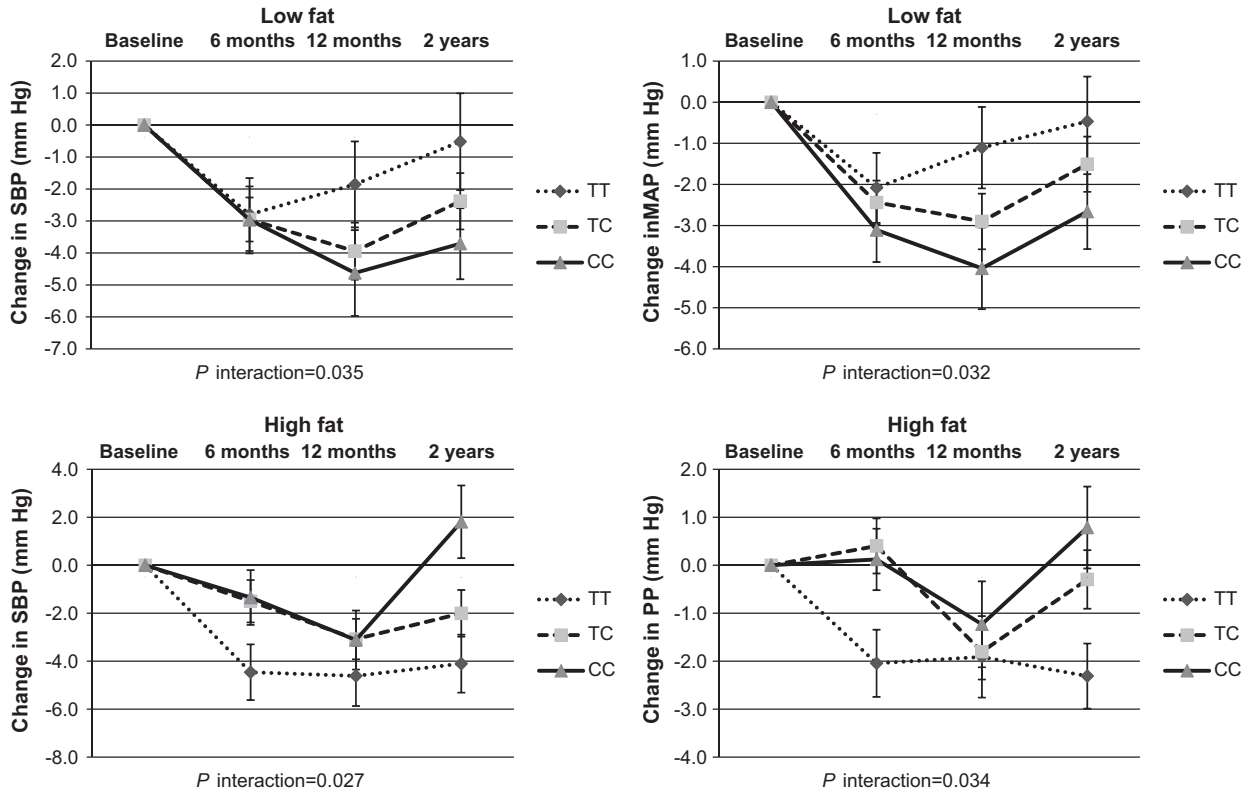 Low fat
Baseline 6 months 12 months 2 years
2.0
1.0
0.0
-1.0
-2.0
-3.0
-4.0
-5.0
-6.0
-7.0
Change in SBP (mm Hg)
TT
TC
CC
P interaction=0.035
Low fat
Baseline 6 months 12 months 2 years
1.0
0.0
-1.0
-2.0
-3.0
-4.0
-5.0
-6.0
Change inMAP (mm Hg)
TT
TC
CC
P interaction=0.032
High fat
Baseline 6 months 12 months 2 years
4.0
2.0
0.0
-2.0
-4.0
-6.0
-8.0
Change in SBP (mm Hg)
TT
TC
CC
P interaction=0.027
High fat
Baseline 6 months 12 months 2 years
2.0
1.0
0.0
-1.0
-2.0
-3.0
-4.0
Change in PP (mm Hg)
TT
TC
CC
P interaction=0.034